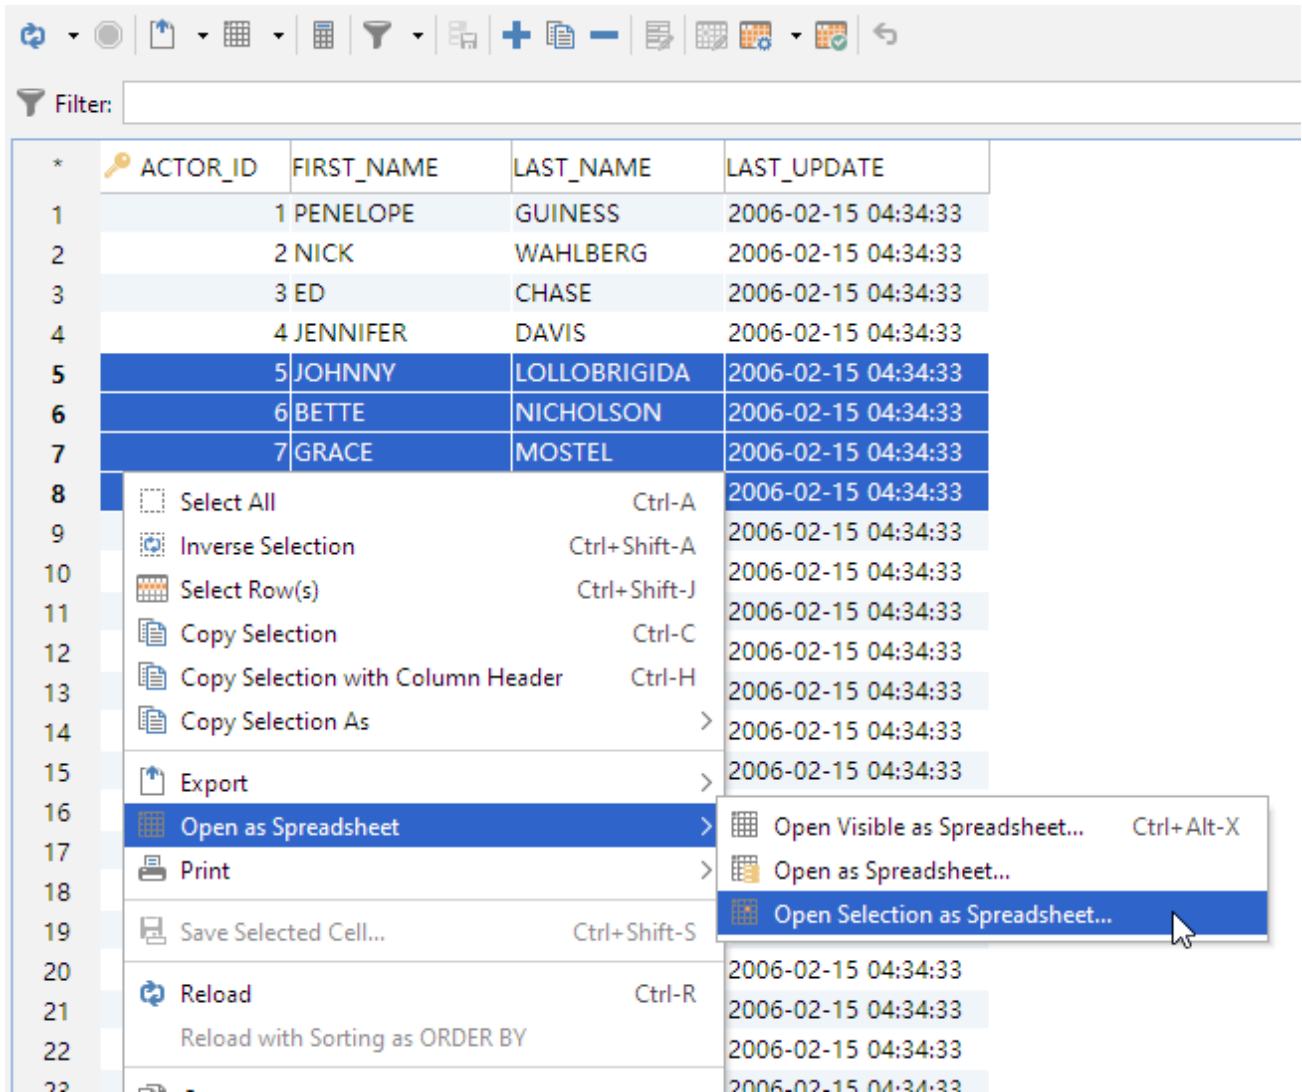 Filter:
* ACTOR_ID FIRST_NAME LAST_NAME LAST_UPDATE
1 1 PENELOPE GUINESS 2006-02-15 04:34:33
2 2 NICK WAHLBERG 2006-02-15 04:34:33
3 3 ED CHASE 2006-02-15 04:34:33
4 4 JENNIFER DAVIS 2006-02-15 04:34:33
5 5 JOHNNY LOLLOBRIGIDA 2006-02-15 04:34:33
6 6 BETTE NICHOLSON 2006-02-15 04:34:33
7 7 GRACE MOSTEL 2006-02-15 04:34:33
8 2006-02-15 04:34:33
Select All Ctrl-A
9 2006-02-15 04:34:33
Inverse Selection Ctrl+Shift-A
10 2006-02-15 04:34:33
Select Row(s) Ctrl+Shift-J
11 2006-02-15 04:34:33
Copy Selection Ctrl-C
12 2006-02-15 04:34:33
Copy Selection with Column Header Ctrl-H
13 2006-02-15 04:34:33
Copy Selection As
14 2006-02-15 04:34:33
15 2006-02-15 04:34:33
Export
16
Open as Spreadsheet
Open Visible as Spreadsheet... Ctrl+Alt-X
17
Print
Open as Spreadsheet...
18
Open Selection as Spreadsheet...
19
Save Selected Cell... Ctrl+Shift-S
20 2006-02-15 04:34:33
Reload Ctrl-R
21 2006-02-15 04:34:33
Reload with Sorting as ORDER BY
22 2006-02-15 04:34:33
23 2006-02-15 04:34:33